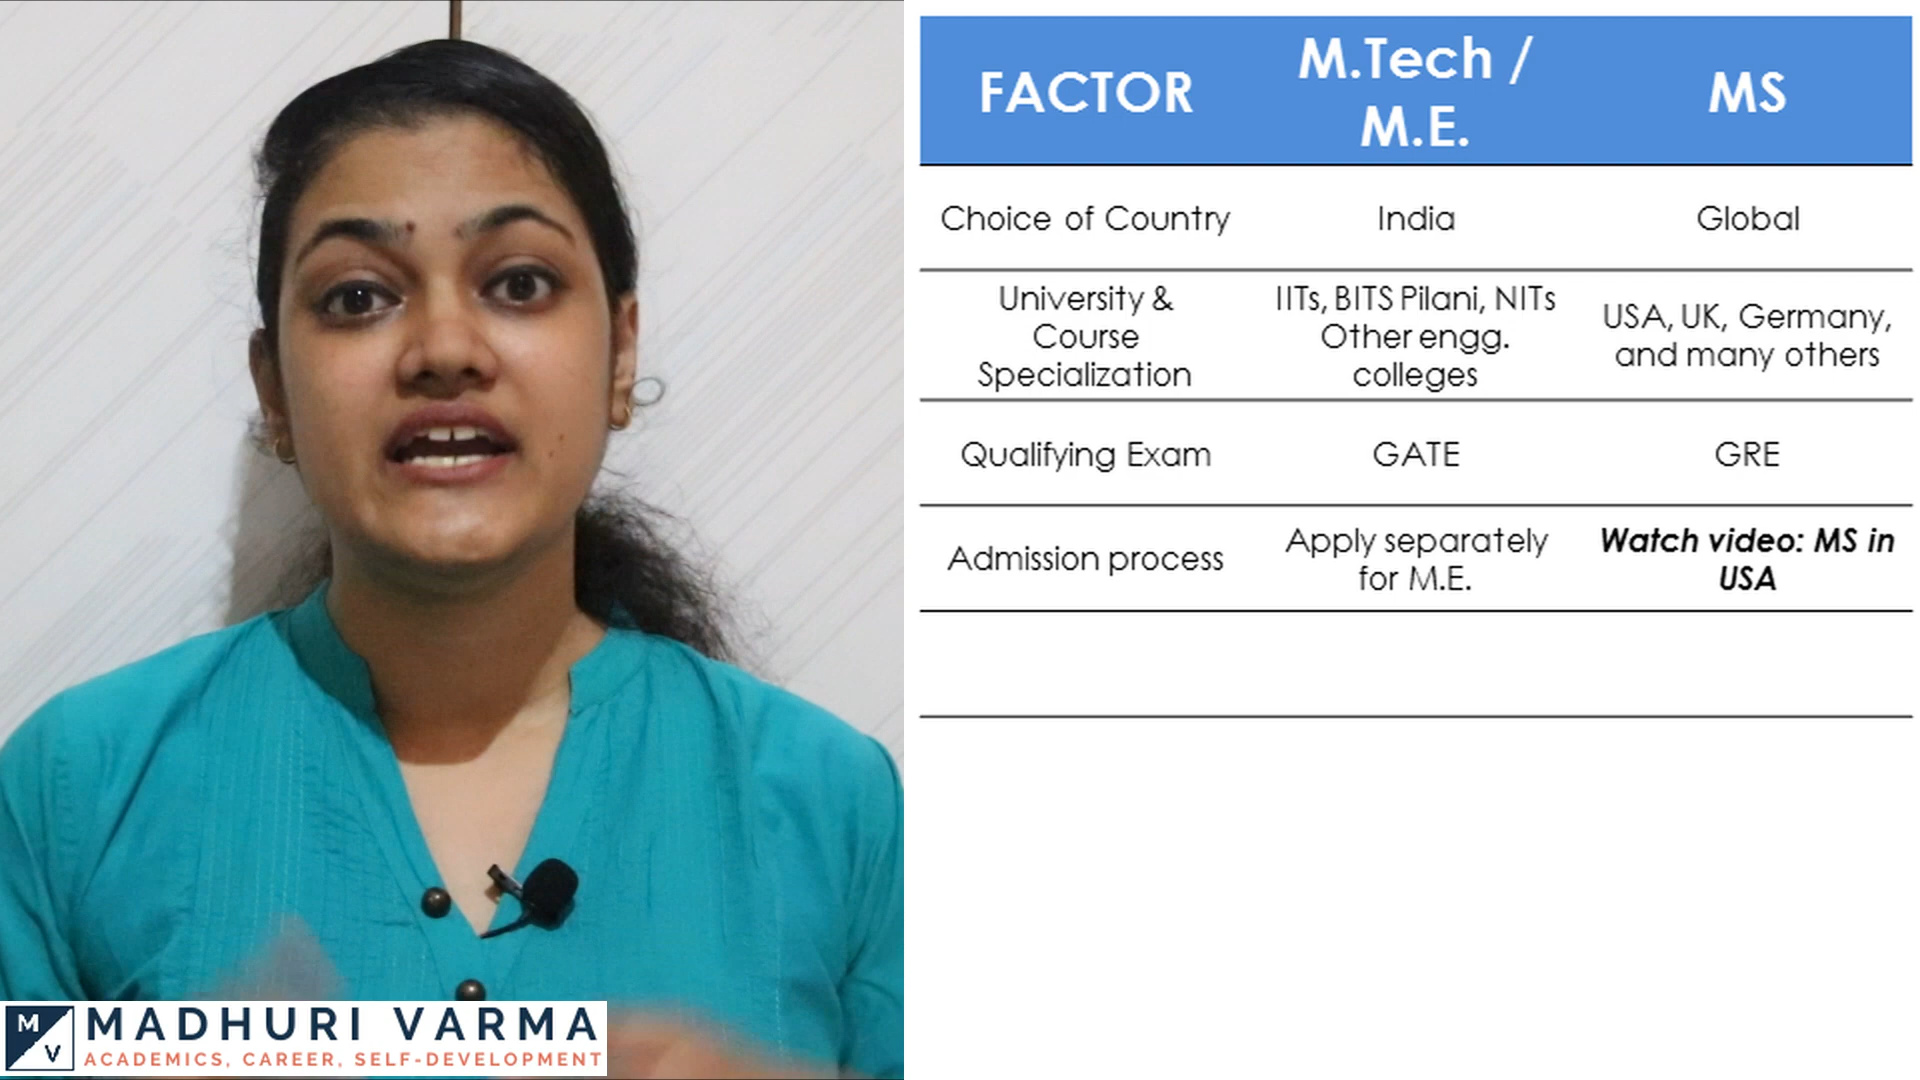 FACTOR
M.Tech /
M.E.
MS
Choice of Country
India
Global
University &
Course
Specialization
IITs, BITS Pilani, NITs
Other engg.
colleges
USA, UK, Germany,
and many others
Qualifying Exam
GATE
GRE
Admission process
Apply separately
for M.E.
Watch video: MS in
USA
M
V
MADHURI VARMA
ACADEMICS, CAREER, SELF-DEVELOPMENT